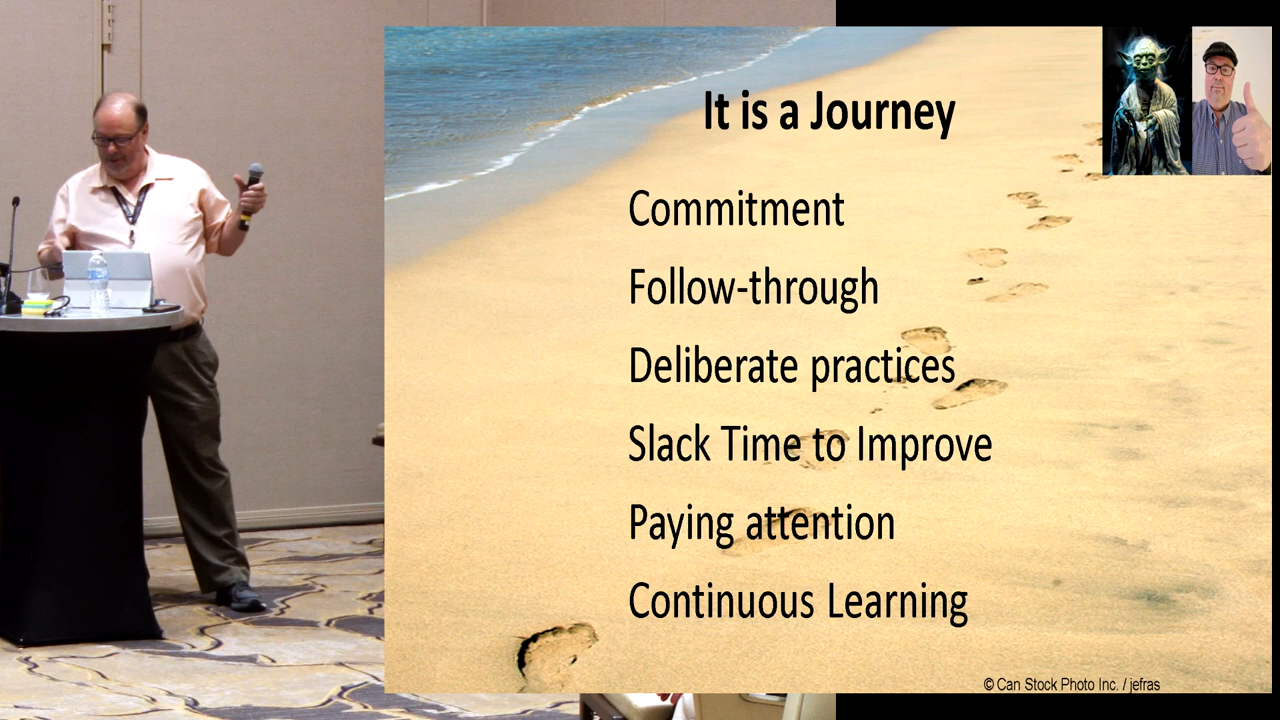 It is a Journey
Commitment
Follow-through
Deliberate practices
Slack Time to Improve
Paying attention
Continuous Learning
© Can Stock Photo Inc. / jefras